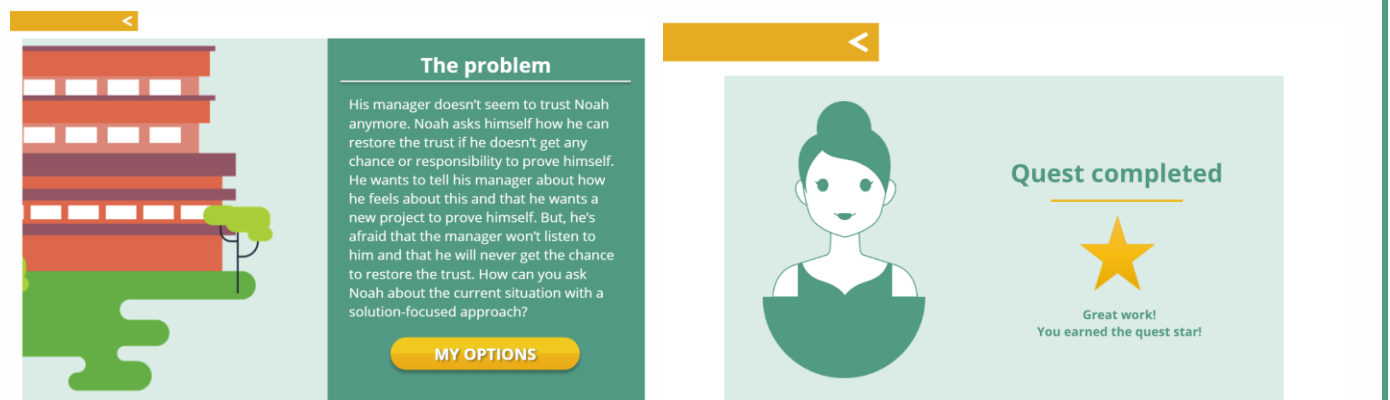 The problem
His manager doesn't seem to trust Noah
anymore. Noah asks himself how he can
restore the trust if he doesn't get any
chance or responsibility to prove himself.
He wants to tell his manager about how
he feels about this and that he wants a
new project to prove himself. But, he's
afraid that the manager won't listen to
him and that he will never get the chance
to restore the trust. How can you ask
Noah about the current situation with a
solution-focused approach?
MY OPTIONS
Quest completed
Great work!
You earned the quest star!